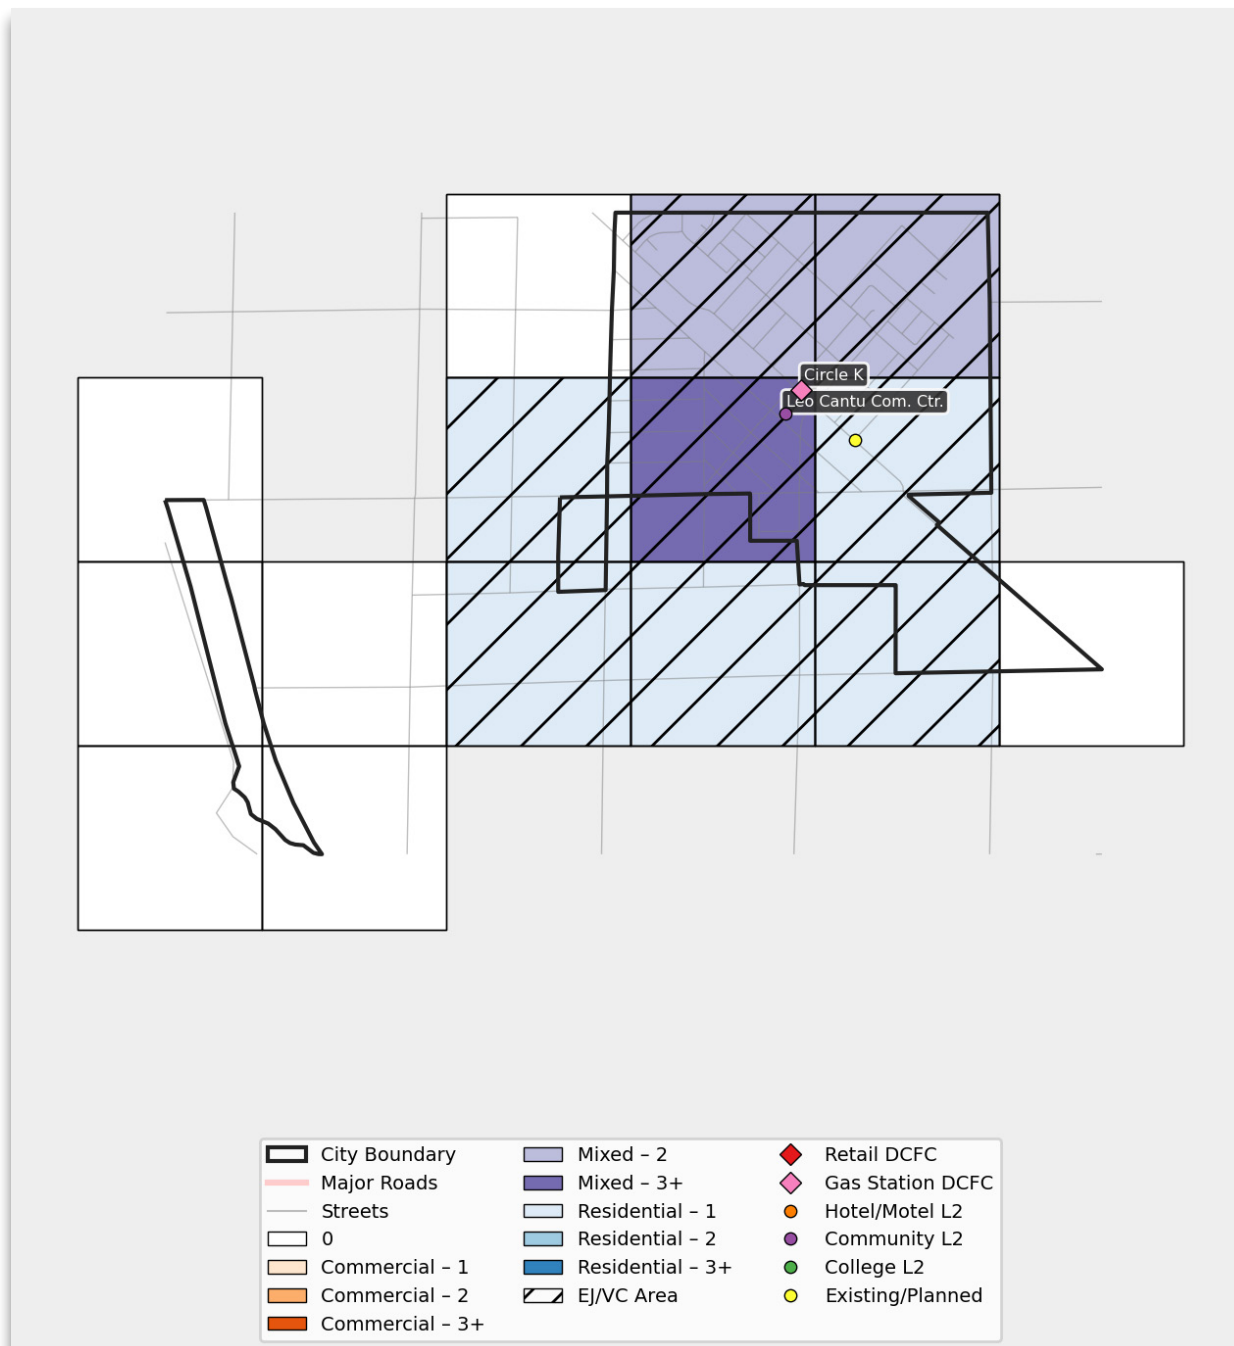 Circle K
Leo Cantu Com. Ctr.
City Boundary
Major Roads
Streets
0
Commercial – 1
Commercial – 2
Commercial – 3+
Mixed – 2
Mixed – 3+
Residential – 1
Residential – 2
Residential – 3+
EJ/VC Area
Retail DCFC
Gas Station DCFC
Hotel/Motel L2
Community L2
College L2
Existing/Planned